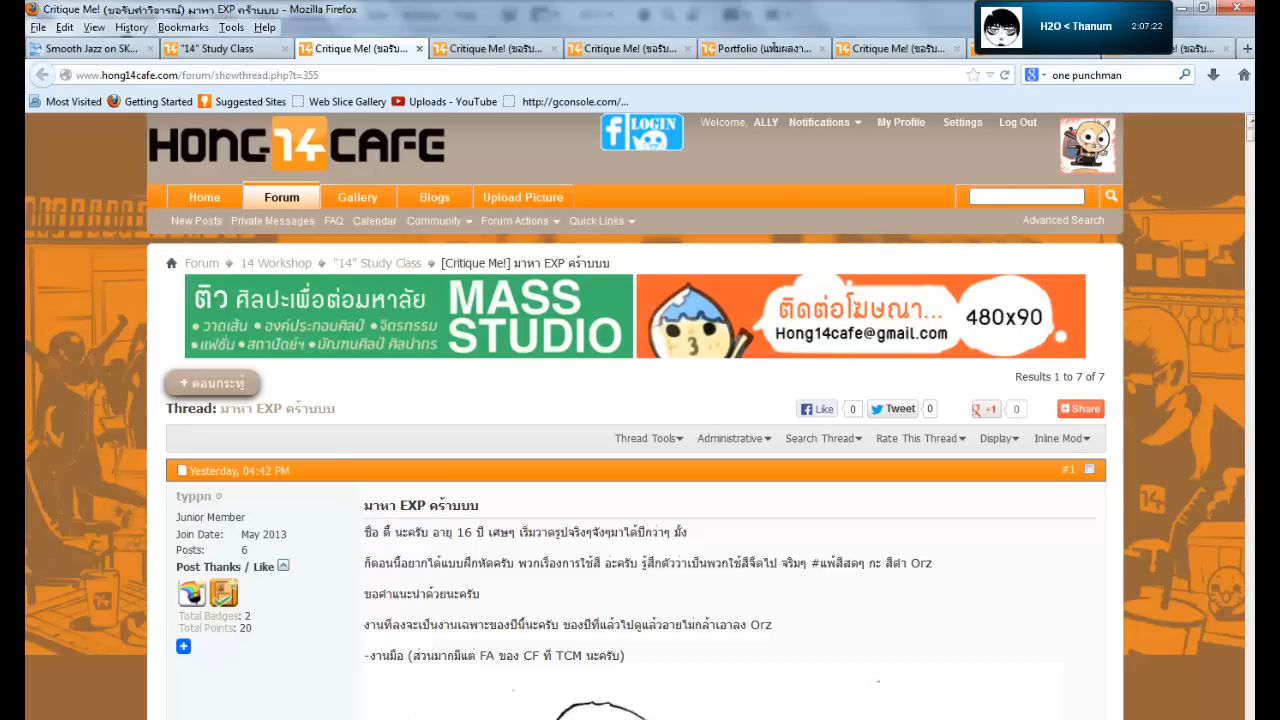 Critique Me! (ขอรับคำวิจารณ์) มาหา EXP คร้าบบบ - Mozilla Firefox
File Edit View History Bookmarks Tools Help
H2O < Thanum 2:07:22
Smooth Jazz on SK... × "14" Study Class × Critique Me! (ขอรับ... × Critique Me! (ขอรับ... × Critique Me! (ขอรับ... × Portfolio (แฟ้มผลงา... × Critique Me! (ขอรับ... ×
www.hong14cafe.com/forum/showthread.php?t=355
one punchman
Most Visited Getting Started Suggested Sites Web Slice Gallery Uploads - YouTube http://gconsole.com/...
HONG 14 CAFE
f LOGIN
Welcome, ALLY Notifications My Profile Settings Log Out
Home Forum Gallery Blogs Upload Picture
New Posts Private Messages FAQ Calendar Community Forum Actions Quick Links Advanced Search
Forum 14 Workshop "14" Study Class [Critique Me!] มาหา EXP คร้าบบบ
ติว ศิลปะเพื่อต่อมหาลัย MASS STUDIO
• วาดเส้น • องค์ประกอบศิลป์ • จิตรกรรม
• แฟชั่น • สถาปัตย์ฯ • มัณฑนศิลป์ ศิลปากร
ติดต่อโฆษณา... 480x90
Hong14cafe@gmail.com
+ ตอบกระทู้
Results 1 to 7 of 7
Thread: มาหา EXP คร้าบบบ
Like 0 Tweet 0 +1 0 Share
Thread Tools Administrative Search Thread Rate This Thread Display Inline Mod
Yesterday, 04:42 PM #1
typpn
Junior Member
Join Date: May 2013
Posts: 6
Post Thanks / Like
Total Badges: 2
Total Points: 20
มาหา EXP คร้าบบบ
ชื่อ ตี้ นะครับ อายุ 16 ปี เศษๆ เริ่มวาดรูปจริงๆจังๆมาได้ปีกว่าๆ มั้ง
ก็ตอนนี้อยากได้แบบฝึกหัดครับ พวกเรื่องการใช้สี อ่ะครับ รู้สึกตัวว่าเป็นพวกใช้สีจืดไป จริมๆ #แพ้สีสดๆ กะ สีดำ Orz
ขอคำแนะนำด้วยนะครับ
งานที่ลงจะเป็นงานเฉพาะของปีนี้นะครับ ของปีที่แล้วไปดูแล้วอายไม่กล้าเอาลง Orz
-งานมือ (ส่วนมากมีแต่ FA ของ CF ที่ TCM นะครับ)